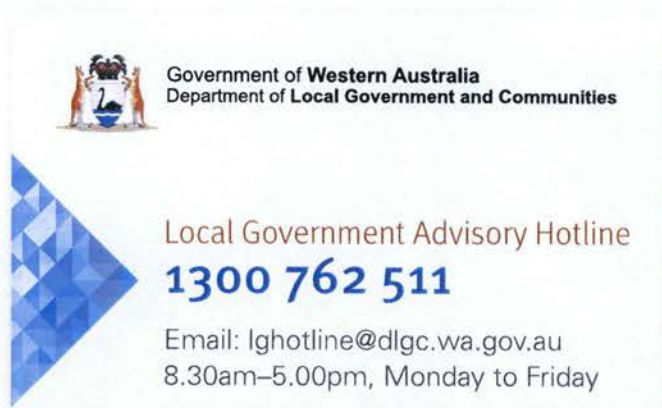 Government of Western Australia
Department of Local Government and Communities
Local Government Advisory Hotline
1300 762 511
Email: lghotline@dlgc.wa.gov.au
8.30am–5.00pm, Monday to Friday